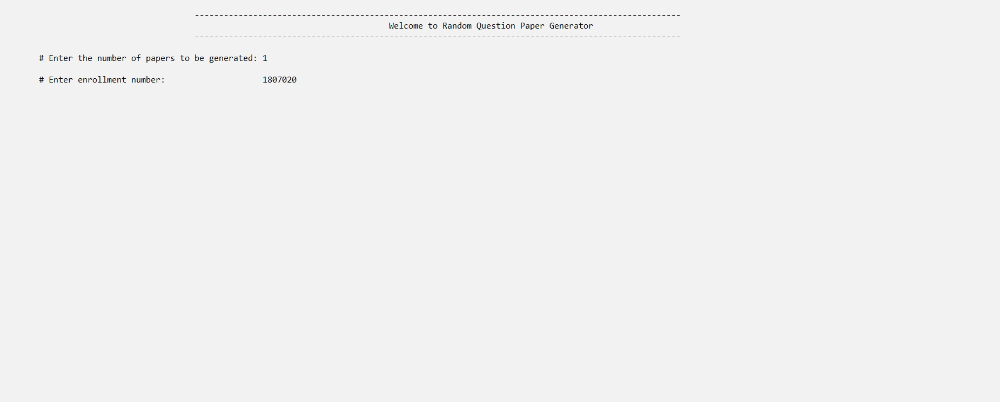 ----------------------------------------------------------------------------------------------------
Welcome to Random Question Paper Generator
----------------------------------------------------------------------------------------------------
# Enter the number of papers to be generated: 1
# Enter enrollment number:                    1807020